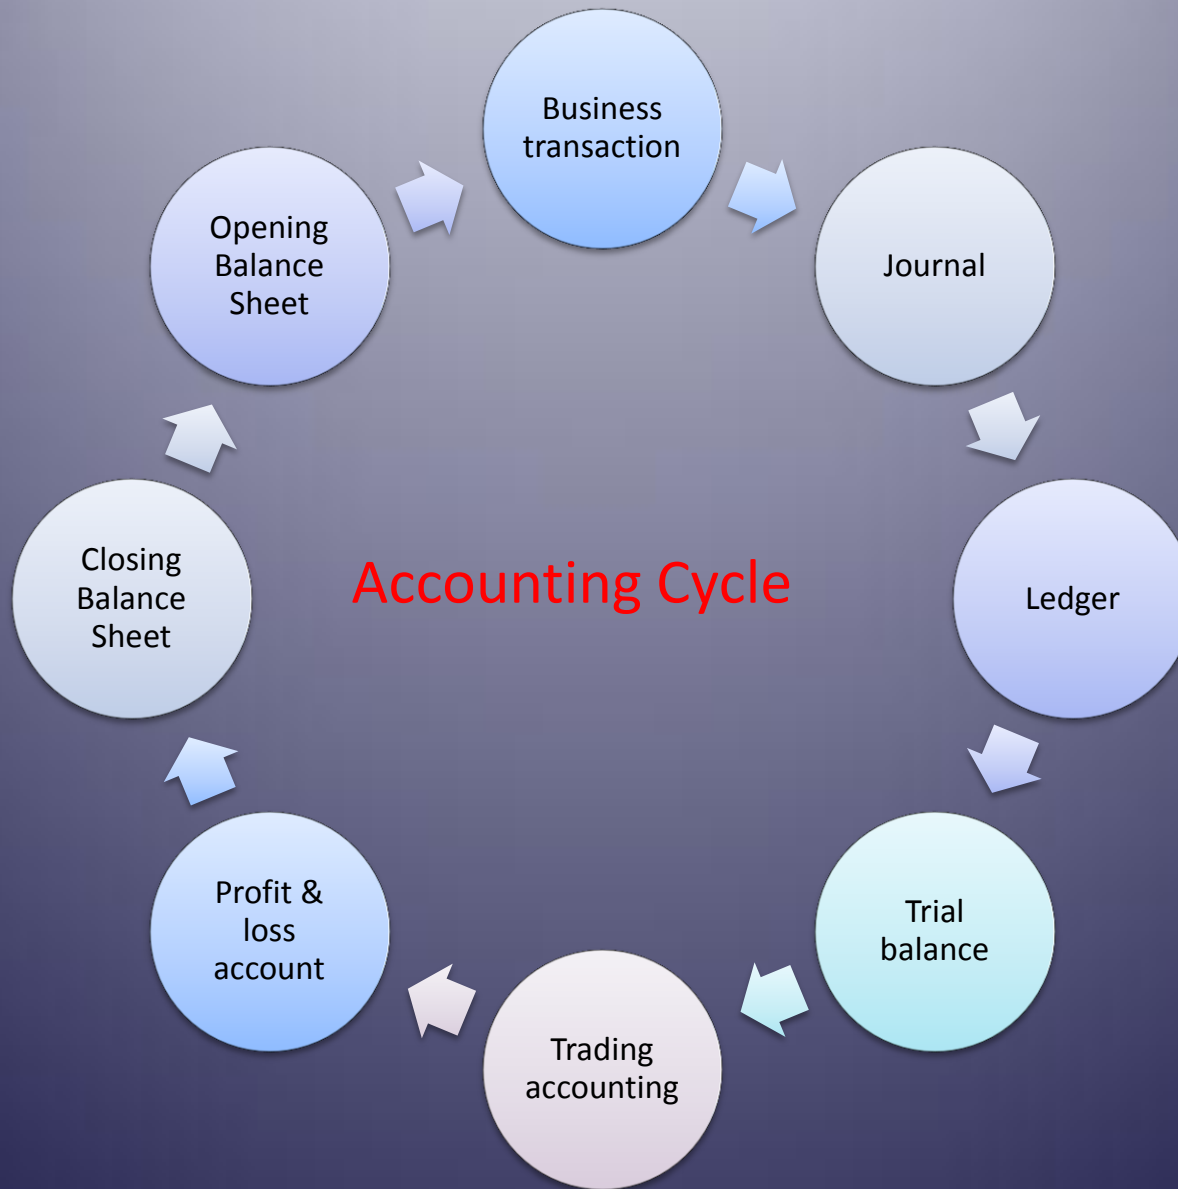 Business
transaction
Journal
Ledger
Trial
balance
Trading
accounting
Profit &
loss
account
Closing
Balance
Sheet
Opening
Balance
Sheet
Accounting Cycle